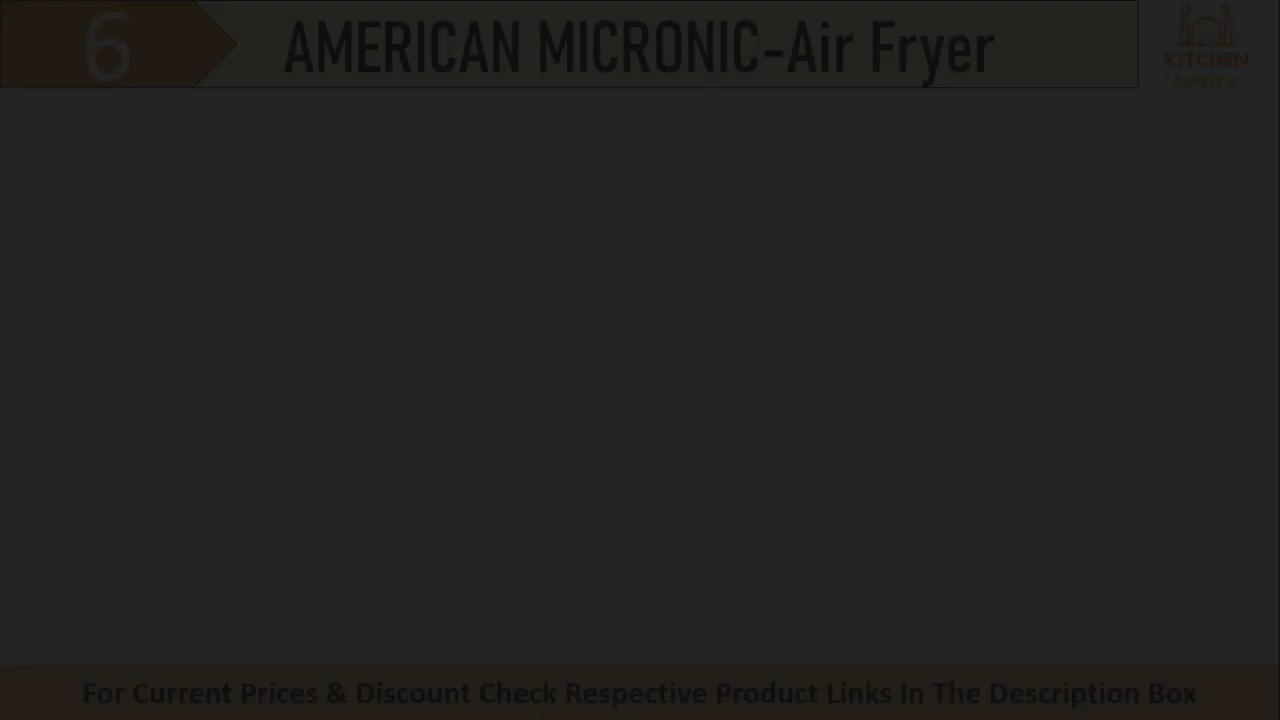 6
AMERICAN MICRONIC-Air Fryer
KITCHEN
For Current Prices & Discount Check Respective Product Links In The Description Box